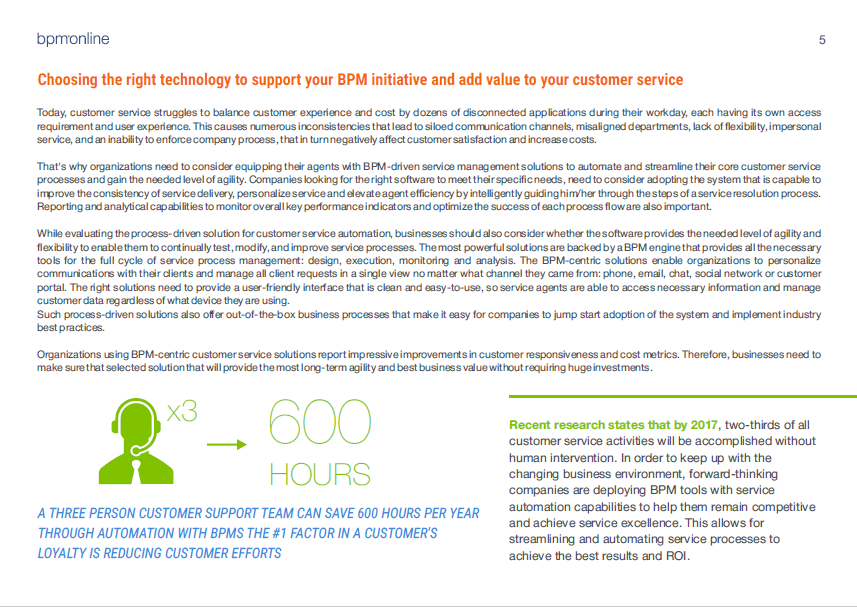 bpm'online
5
Choosing the right technology to support your BPM initiative and add value to your customer service
Today, customer service struggles to balance customer experience and cost by dozens of disconnected applications during their workday, each having its own access
requirement and user experience. This causes numerous inconsistencies that lead to siloed communication channels, misaligned departments, lack of flexibility, impersonal
service, and an inability to enforce company process, that in turn negatively affect customer satisfaction and increase costs.
That's why organizations need to consider equipping their agents with BPM-driven service management solutions to automate and streamline their core customer service
processes and gain the needed level of agility. Companies looking for the right software to meet their specific needs, need to consider adopting the system that is capable to
improve the consistency of service delivery, personalize service and elevate agent efficiency by intelligently guiding him/her through the steps of a service resolution process.
Reporting and analytical capabilities to monitor overall key performance indicators and optimize the success of each process flow are also important.
While evaluating the process-driven solution for customer service automation, businesses should also consider whether the software provides the needed level of agility and
flexibility to enable them to continually test, modify, and improve service processes. The most powerful solutions are backed by a BPM engine that provides all the necessary
tools for the full cycle of service process management: design, execution, monitoring and analysis. The BPM-centric solutions enable organizations to personalize
communications with their clients and manage all client requests in a single view no matter what channel they came from: phone, email, chat, social network or customer
portal. The right solutions need to provide a user-friendly interface that is clean and easy-to-use, so service agents are able to access necessary information and manage
customer data regardless of what device they are using.
Such process-driven solutions also offer out-of-the-box business processes that make it easy for companies to jump start adoption of the system and implement industry
best practices.
Organizations using BPM-centric customer service solutions report impressive improvements in customer responsiveness and cost metrics. Therefore, businesses need to
make sure that selected solution that will provide the most long-term agility and best business value without requiring huge investments.
x3
600
HOURS
A THREE PERSON CUSTOMER SUPPORT TEAM CAN SAVE 600 HOURS PER YEAR
THROUGH AUTOMATION WITH BPMS THE #1 FACTOR IN A CUSTOMER'S
LOYALTY IS REDUCING CUSTOMER EFFORTS
Recent research states that by 2017, two-thirds of all
customer service activities will be accomplished without
human intervention. In order to keep up with the
changing business environment, forward-thinking
companies are deploying BPM tools with service
automation capabilities to help them remain competitive
and achieve service excellence. This allows for
streamlining and automating service processes to
achieve the best results and ROI.